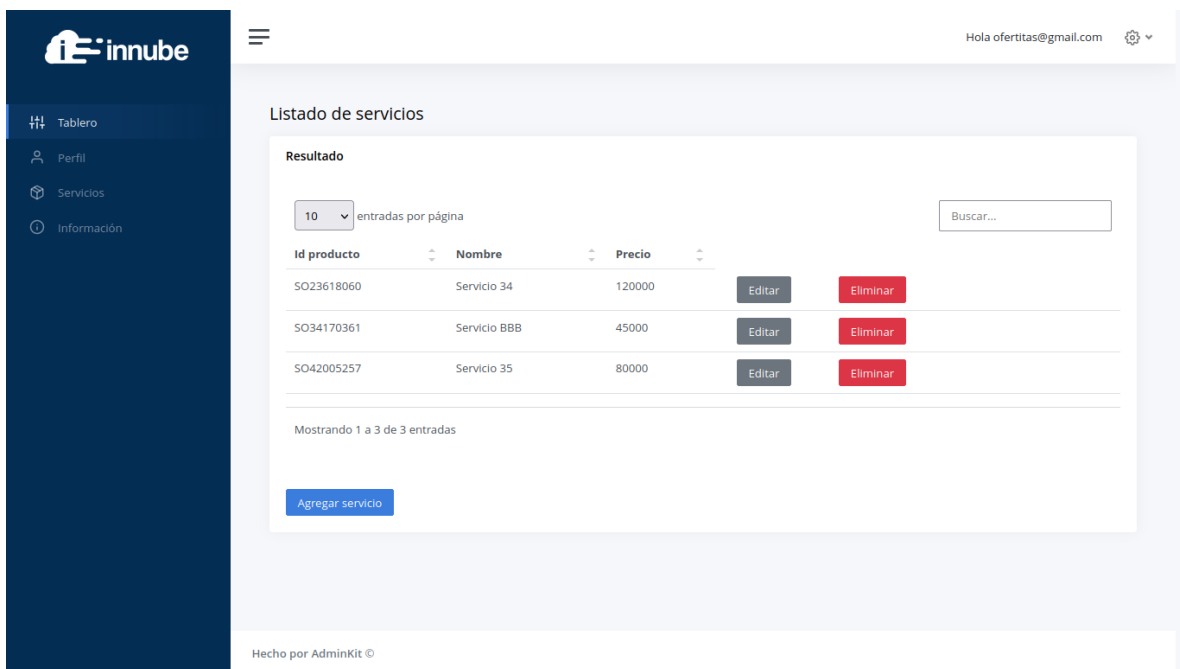 innube
Hola ofertitas@gmail.com
Tablero
Perfil
Servicios
Información
Listado de servicios
Resultado
10 entradas por página
Buscar...
Id producto Nombre Precio
SO23618060 Servicio 34 120000 Editar Eliminar
SO34170361 Servicio BBB 45000 Editar Eliminar
SO42005257 Servicio 35 80000 Editar Eliminar
Mostrando 1 a 3 de 3 entradas
Agregar servicio
Hecho por AdminKit ©